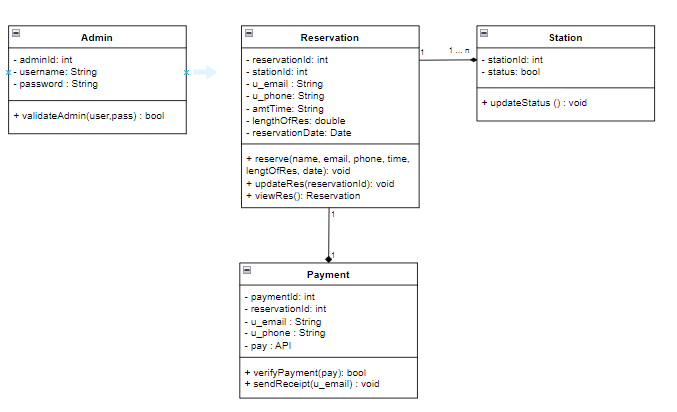 Admin
- adminId: int
- username: String
- password : String
+ validateAdmin(user,pass) : bool
Reservation
- reservationId: int
- stationId: int
- u_email : String
- u_phone: String
- amtTime: String
- lengthOfRes: double
- reservationDate: Date
+ reserve(name, email, phone, time,
lengtOfRes, date): void
+ updateRes(reservationId): void
+ viewRes(): Reservation
1
1 ... n
Station
- stationId: int
- status: bool
+ updateStatus () : void
1
1
Payment
- paymentId: int
- reservationId: int
- u_email : String
- u_phone : String
- pay : API
+ verifyPayment(pay): bool
+ sendReceipt(u_email) : void